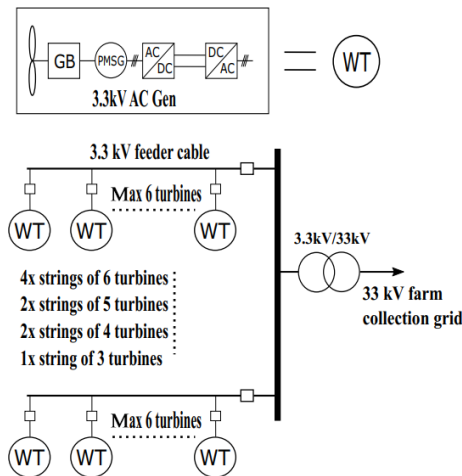 GB
PMSG
AC
DC
DC
AC
WT
3.3kV AC Gen
3.3 kV feeder cable
Max 6 turbines
WT
WT
WT
3.3kV/33kV
4x strings of 6 turbines
2x strings of 5 turbines
2x strings of 4 turbines
1x string of 3 turbines
33 kV farm
collection grid
Max 6 turbines
WT
WT
WT